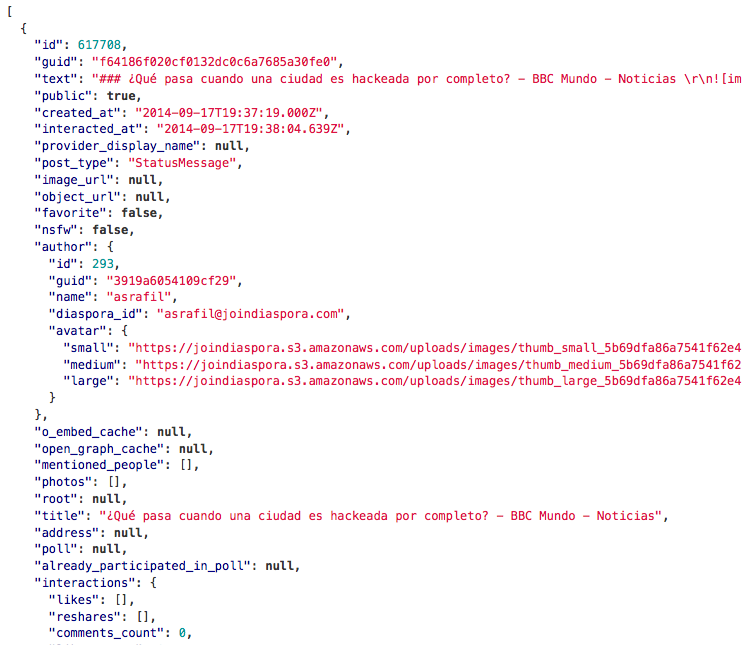 [
  {
    "id": 617708,
    "guid": "f64186f020cf0132dc0c6a7685a30fe0",
    "text": "### ¿Qué pasa cuando una ciudad es hackeada por completo? - BBC Mundo - Noticias \r\n![im
    "public": true,
    "created_at": "2014-09-17T19:37:19.000Z",
    "interacted_at": "2014-09-17T19:38:04.639Z",
    "provider_display_name": null,
    "post_type": "StatusMessage",
    "image_url": null,
    "object_url": null,
    "favorite": false,
    "nsfw": false,
    "author": {
      "id": 293,
      "guid": "3919a6054109cf29",
      "name": "asrafil",
      "diaspora_id": "asrafil@joindiaspora.com",
      "avatar": {
        "small": "https://joindiaspora.s3.amazonaws.com/uploads/images/thumb_small_5b69dfa86a7541f62e4
        "medium": "https://joindiaspora.s3.amazonaws.com/uploads/images/thumb_medium_5b69dfa86a7541f62
        "large": "https://joindiaspora.s3.amazonaws.com/uploads/images/thumb_large_5b69dfa86a7541f62e4
      }
    },
    "o_embed_cache": null,
    "open_graph_cache": null,
    "mentioned_people": [],
    "photos": [],
    "root": null,
    "title": "¿Qué pasa cuando una ciudad es hackeada por completo? - BBC Mundo - Noticias",
    "address": null,
    "poll": null,
    "already_participated_in_poll": null,
    "interactions": {
      "likes": [],
      "reshares": [],
      "comments_count": 0,